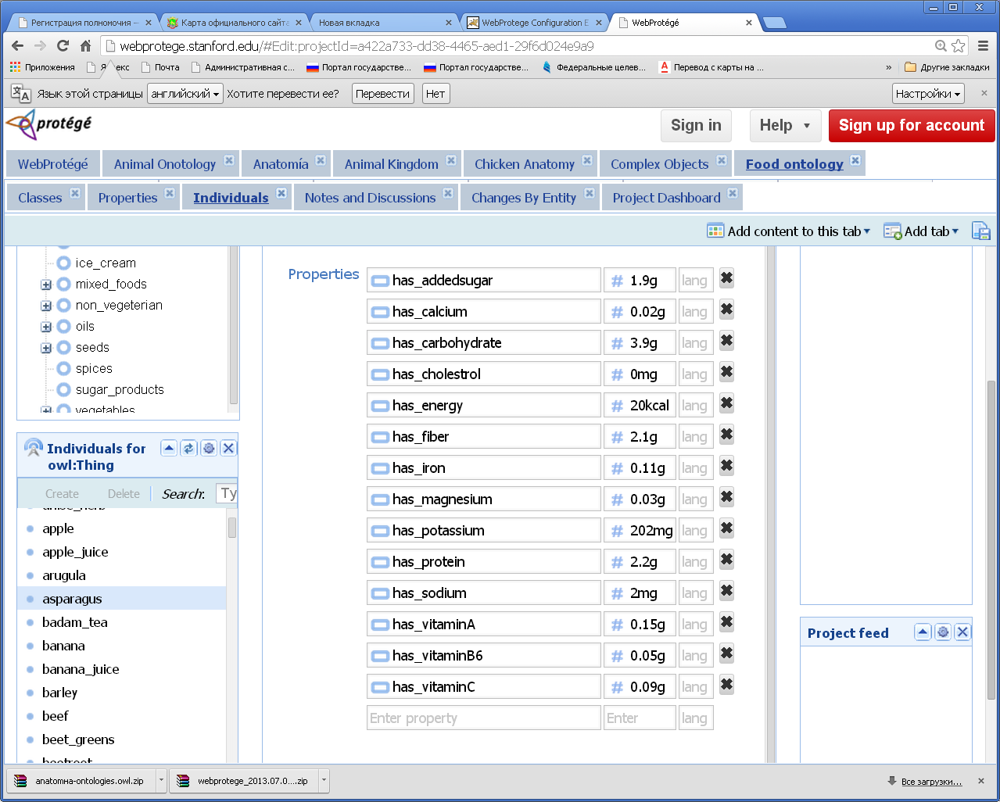 Регистрация полномочия –
Карта официального сайта
Новая вкладка
WebProtege Configuration E
WebProtégé
webprotege.stanford.edu/#Edit:projectId=a422a733-dd38-4465-aed1-29f6d024e9a9
Приложения
Почта
Административная с...
Портал государстве...
Портал государстве...
Федеральные целев...
Перевод с карты на ...
»
Другие закладки
Язык этой страницы
английский
Хотите перевести ее?
Перевести
Нет
Настройки
protégé
Sign in
Help
Sign up for account
WebProtégé
Animal Onotology
Anatomía
Animal Kingdom
Chicken Anatomy
Complex Objects
Food ontology
Classes
Properties
Individuals
Notes and Discussions
Changes By Entity
Project Dashboard
Add content to this tab
Add tab
ice_cream
mixed_foods
non_vegeterian
oils
seeds
spices
sugar_products
vegetables
Individuals for
owl:Thing
Create
Delete
Search:
Ty
apple
apple_juice
arugula
asparagus
badam_tea
banana
banana_juice
barley
beef
beet_greens
beetroot
Properties
has_addedsugar # 1.9g lang
has_calcium # 0.02g lang
has_carbohydrate # 3.9g lang
has_cholestrol # 0mg lang
has_energy # 20kcal lang
has_fiber # 2.1g lang
has_iron # 0.11g lang
has_magnesium # 0.03g lang
has_potassium # 202mg lang
has_protein # 2.2g lang
has_sodium # 2mg lang
has_vitaminA # 0.15g lang
has_vitaminB6 # 0.05g lang
has_vitaminC # 0.09g lang
Enter property Enter lang
Project feed
anatomна-ontologies.owl.zip
webprotege_2013.07.0....zip
Все загрузки...